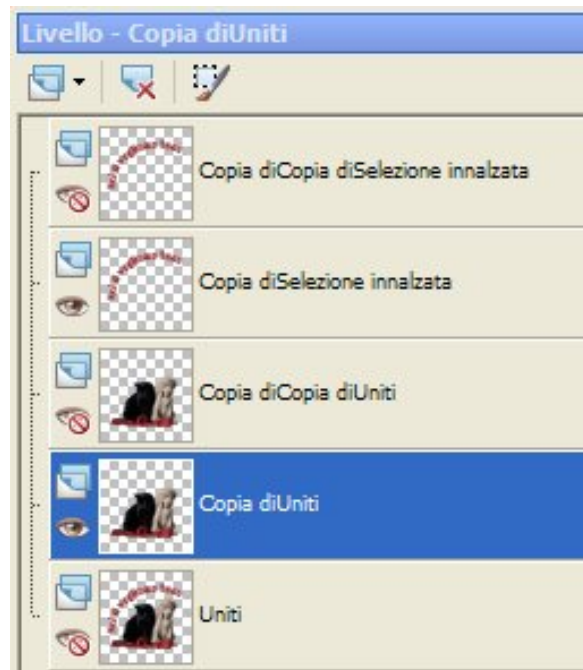 Livello - Copia diUniti
Copia diCopia diSelezione innalzata
Copia diSelezione innalzata
Copia diCopia diUniti
Copia diUniti
Uniti